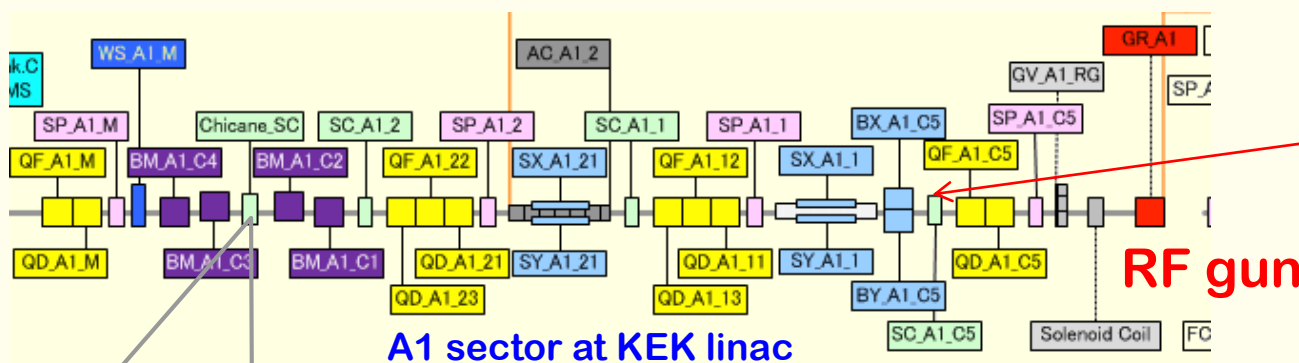 GR_A1
WS_A1_M
AC_A1_2
GV_A1_RG
SP_A
SP_A1_M
Chicane_SC
SC_A1_2
SP_A1_2
SC_A1_1
SP_A1_1
BX_A1_C5
SP_A1_C5
QF_A1_M
BM_A1_C4
BM_A1_C2
QF_A1_22
SX_A1_21
QF_A1_12
SX_A1_1
QF_A1_C5
QD_A1_M
BM_A1_C3
BM_A1_C1
QD_A1_21
SY_A1_21
QD_A1_11
SY_A1_1
QD_A1_C5
RF gun
QD_A1_23
QD_A1_13
BY_A1_C5
SC_A1_C5
Solenoid Coil
FC
A1 sector at KEK linac